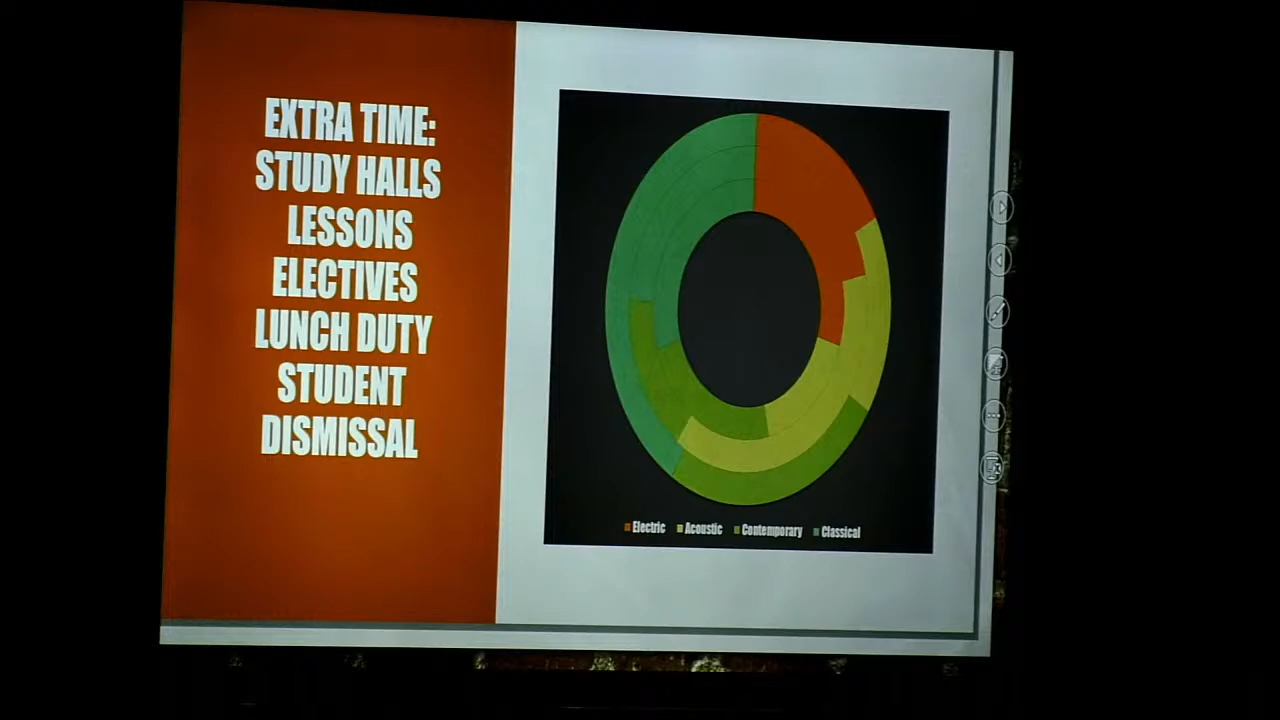 EXTRA TIME:
STUDY HALLS
LESSONS
ELECTIVES
LUNCH DUTY
STUDENT
DISMISSAL
Electric Acoustic Contemporary Classical